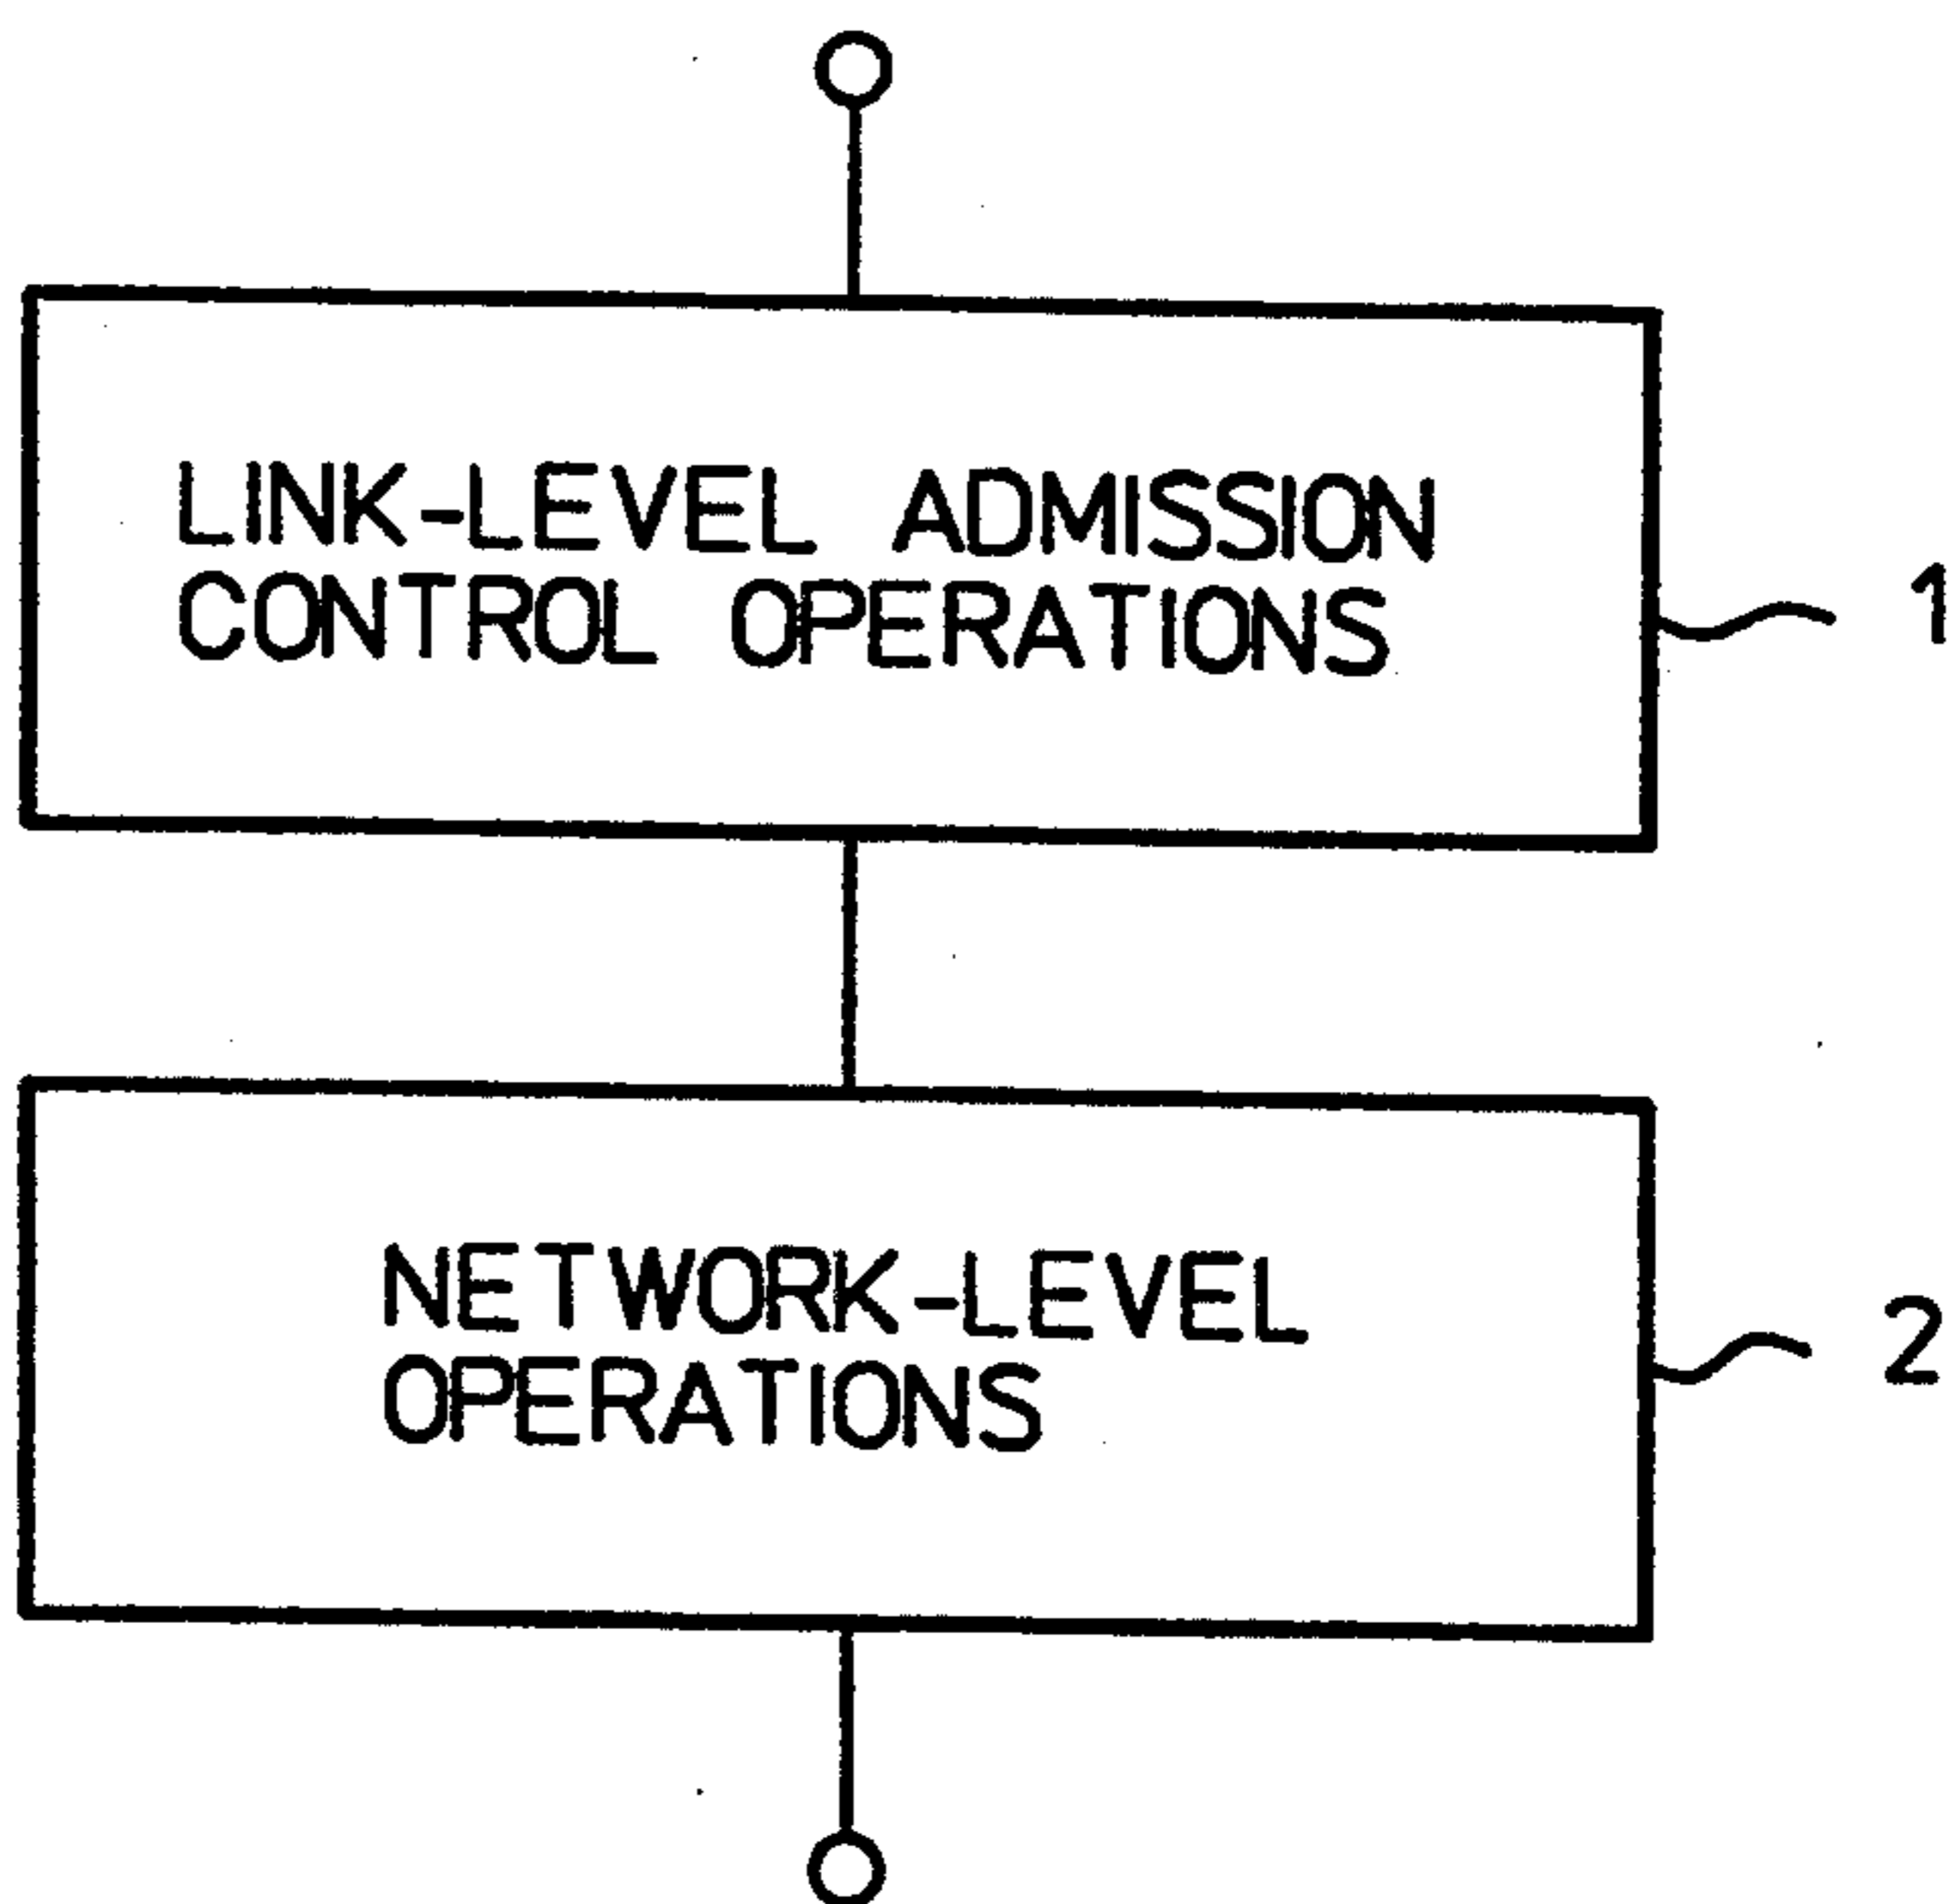 LINK-LEVEL ADMISSION
CONTROL OPERATIONS
1
NETWORK-LEVEL
OPERATIONS
2